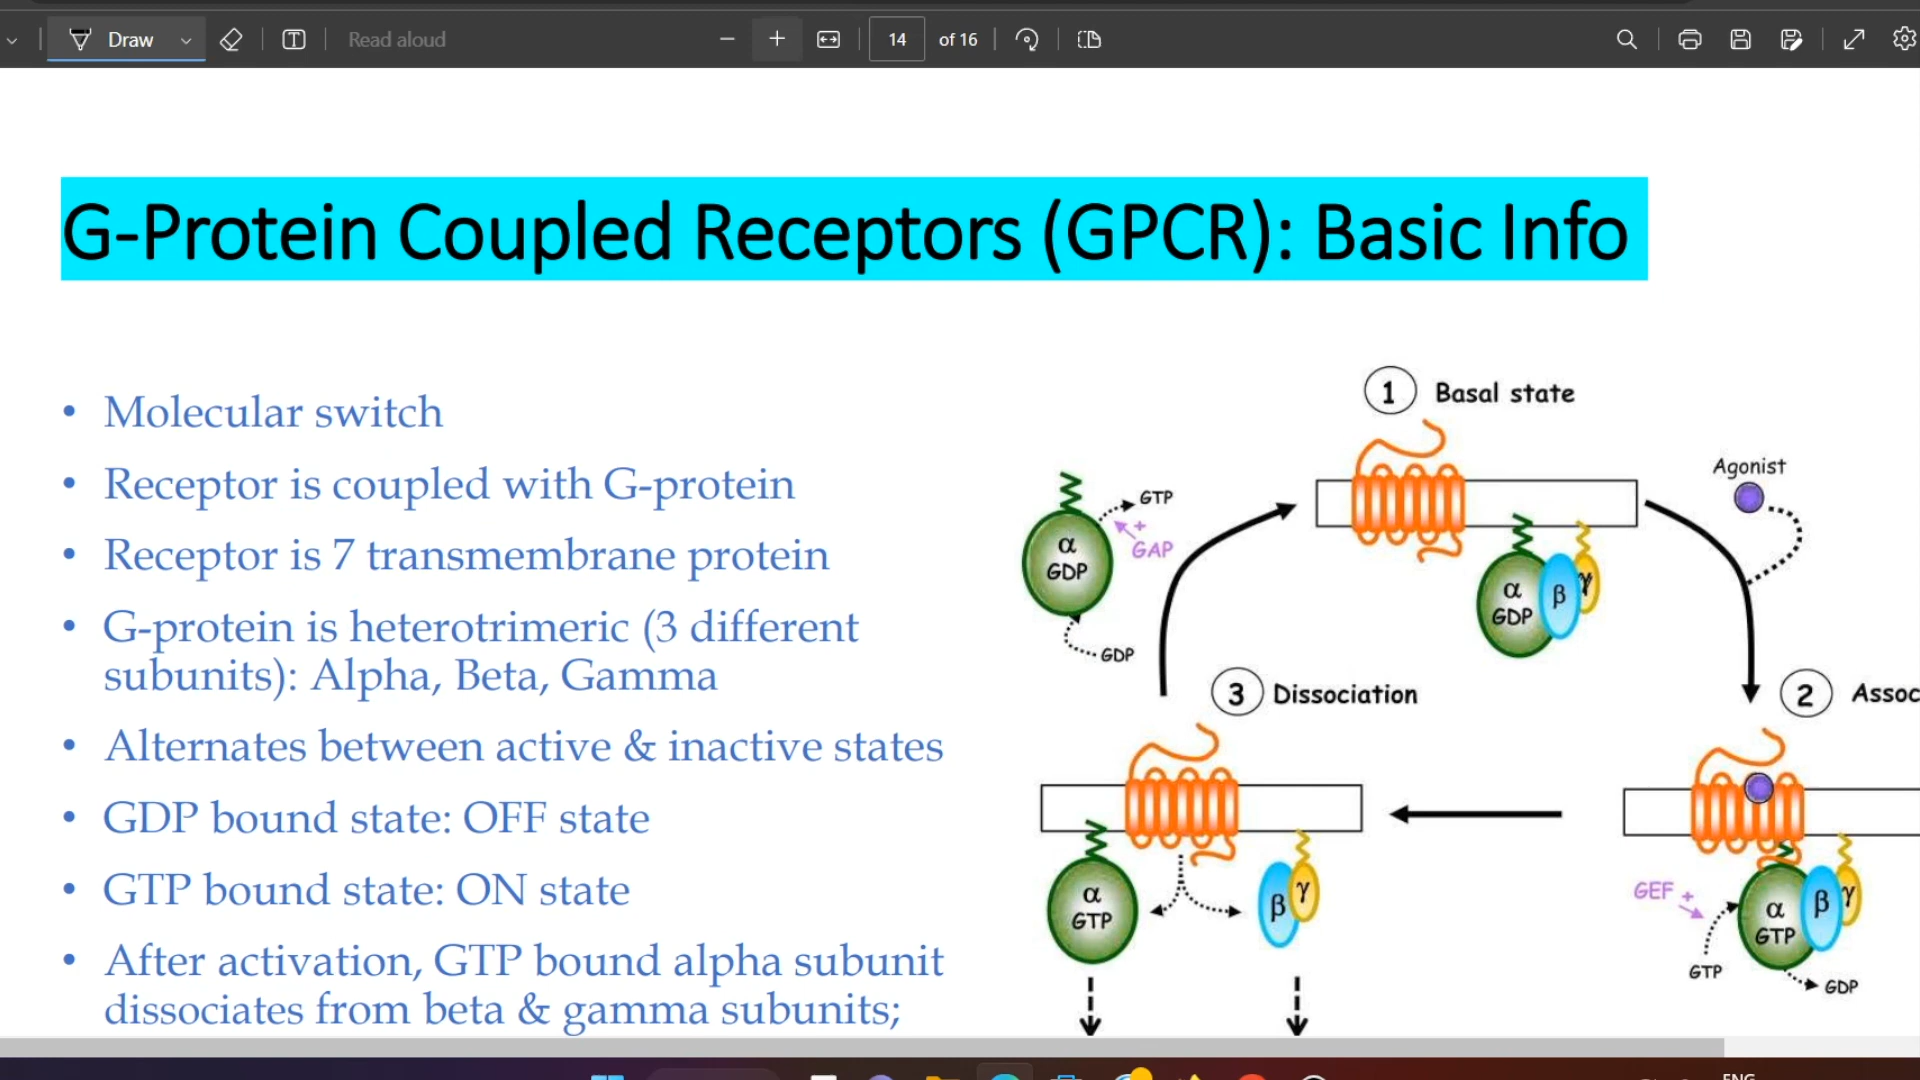 Draw
Read aloud
14
of 16
G-Protein Coupled Receptors (GPCR): Basic Info
• Molecular switch
• Receptor is coupled with G-protein
• Receptor is 7 transmembrane protein
• G-protein is heterotrimeric (3 different
subunits): Alpha, Beta, Gamma
• Alternates between active & inactive states
• GDP bound state: OFF state
• GTP bound state: ON state
• After activation, GTP bound alpha subunit
dissociates from beta & gamma subunits;
1 Basal state
Agonist
GTP
+
GAP
α
GDP
GDP
α
GDP
β
γ
3 Dissociation
2 Assoc
α
GTP
β
γ
GEF +
α
GTP
β
γ
GTP
GDP
ENG